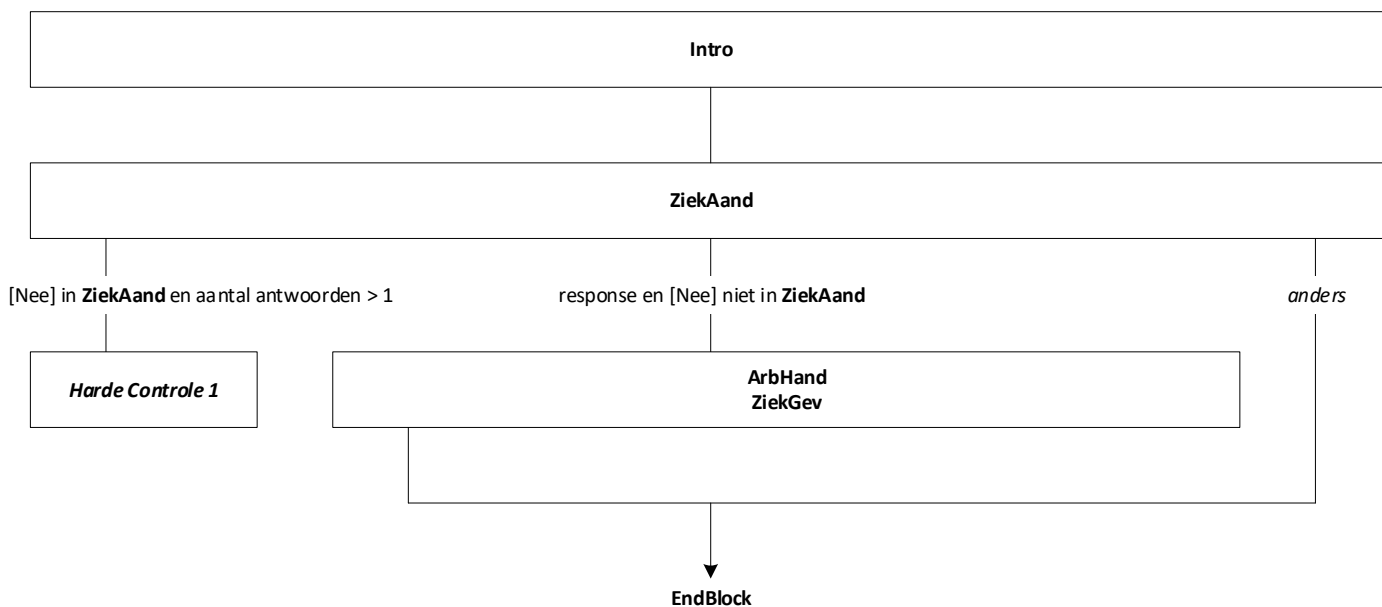 Intro
ZiekAand
[Nee] in ZiekAand en aantal antwoorden > 1
response en [Nee] niet in ZiekAand
anders
Harde Controle 1
ArbHand
ZiekGev
EndBlock